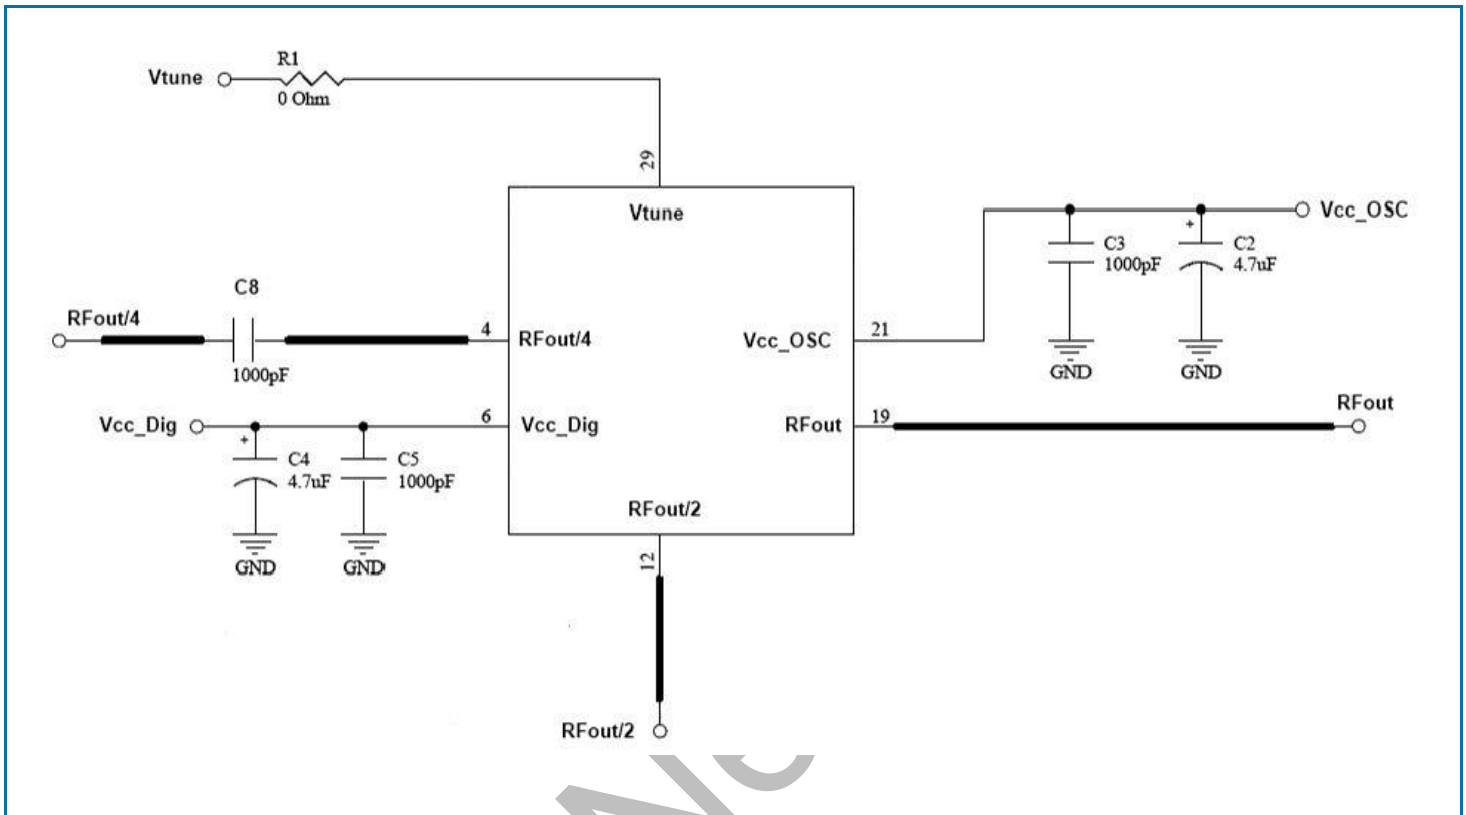 R1
Vtune
0 Ohm
29
Vtune
Vcc_OSC
+
C3
1000pF
C2
4.7uF
C8
RFout/4
4
RFout/4
1000pF
Vcc_OSC
21
GND
GND
Vcc_Dig
6
Vcc_Dig
RFout
19
RFout
+
C4
4.7uF
C5
1000pF
RFout/2
GND
GND
12
RFout/2